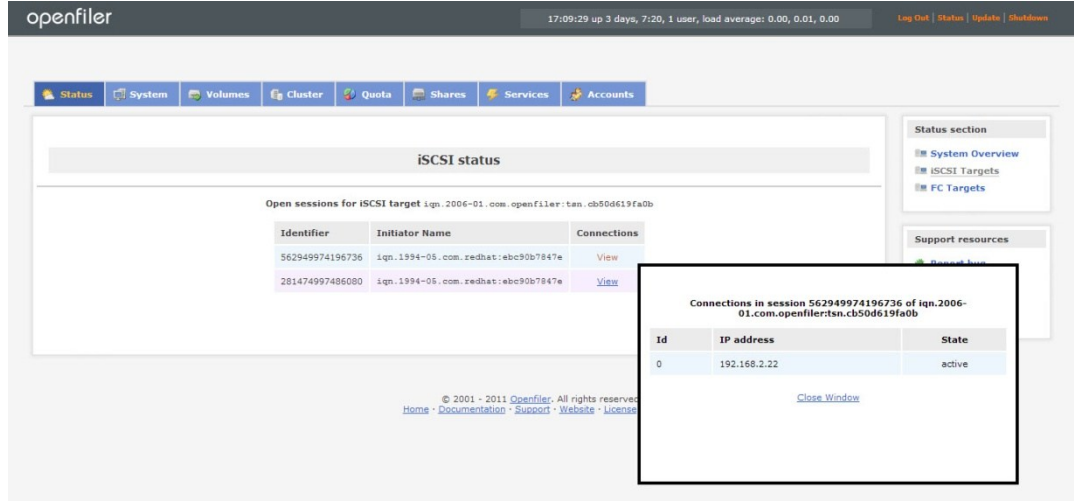 openfiler
17:09:29 up 3 days, 7:20, 1 user, load average: 0.00, 0.01, 0.00
Log Out | Status | Update | Shutdown
Status
System
Volumes
Cluster
Quota
Shares
Services
Accounts
iSCSI status
Open sessions for iSCSI target iqn.2006-01.com.openfiler:tsn.cb50d619fa0b
Identifier Initiator Name Connections
562949974196736 iqn.1994-05.com.redhat:ebc90b7847e View
281474997486080 iqn.1994-05.com.redhat:ebc90b7847e View
Status section
System Overview
iSCSI Targets
FC Targets
Support resources
Report bug
Connections in session 562949974196736 of iqn.2006-
01.com.openfiler:tsn.cb50d619fa0b
Id IP address State
0 192.168.2.22 active
Close Window
© 2001 - 2011 Openfiler. All rights reserved
Home · Documentation · Support · Website · License